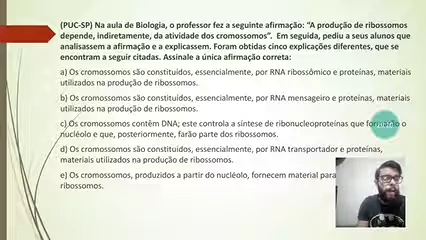 (PUC-SP) Na aula de Biologia, o professor fez a seguinte afirmação: “A produção de ribossomos
depende, indiretamente, da atividade dos cromossomos”. Em seguida, pediu a seus alunos que
analisassem a afirmação e a explicassem. Foram obtidas cinco explicações diferentes, que se
encontram a seguir citadas. Assinale a única afirmação correta:
a) Os cromossomos são constituídos, essencialmente, por RNA ribossômico e proteínas, materiais
utilizados na produção de ribossomos.
b) Os cromossomos são constituídos, essencialmente, por RNA mensageiro e proteínas, materiais
utilizados na produção de ribossomos.
c) Os cromossomos contêm DNA; este controla a síntese de ribonucleoproteínas que formarão o
nucléolo e que, posteriormente, farão parte dos ribossomos.
d) Os cromossomos são constituídos, essencialmente, por RNA transportador e proteínas,
materiais utilizados na produção de ribossomos.
e) Os cromossomos, produzidos a partir do nucléolo, fornecem material para
ribossomos.